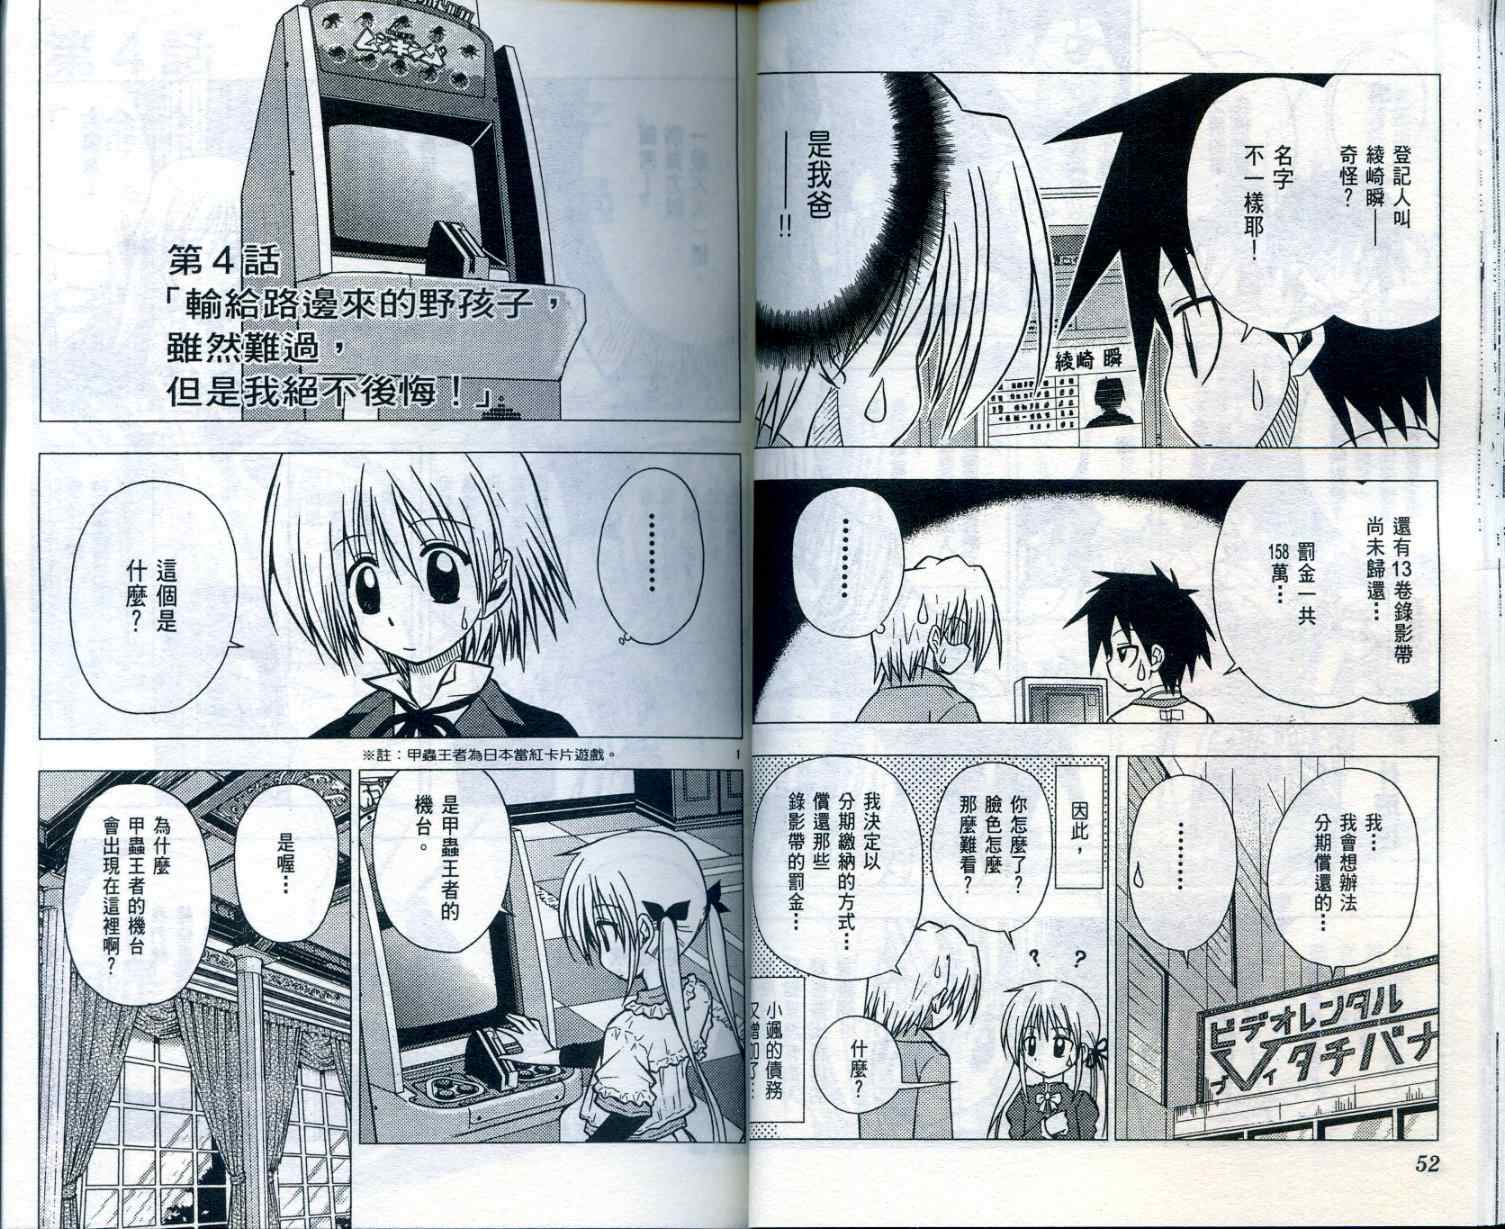 登記人叫
綾崎瞬——
奇怪?
名字
不一樣耶!
綾崎 瞬
是我爸
——!!
還有13卷錄影帶
尚未歸還…
罰金一共
158萬…
………
我…
我會想辦法
分期償還的…
………
ビデオレンタル
Vタチバナ
因此,
你怎麼了?
臉色怎麼
那麼難看?
? ?
我決定以
分期繳納的方式…
償還那些
錄影帶的罰金…
什麼?
小颯的債務
又增加了…
52
ムシキング
第4話
「輸給路邊來的野孩子,
雖然難過,
但是我絕不後悔!」
………
這個是
什麼?
※註:甲蟲王者為日本當紅卡片遊戲。
是甲蟲王者的
機台。
是喔…
為什麼
甲蟲王者的機台
會出現在這裡啊?